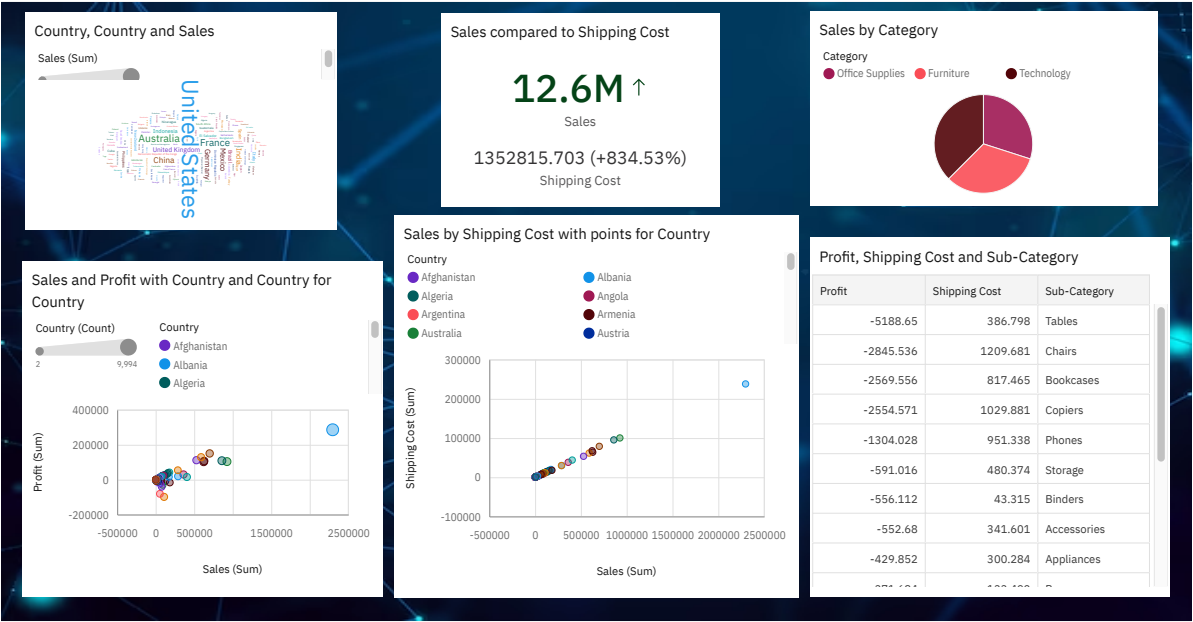 Country, Country and Sales
Sales (Sum)
United States
Indonesia
Australia
France
United Kingdom
China
Germany
Mexico
Sales compared to Shipping Cost
12.6M ↑
Sales
1352815.703 (+834.53%)
Shipping Cost
Sales by Category
Category
Office Supplies Furniture Technology
Sales and Profit with Country and Country for
Country
Country (Count)
2 9,994
Country
Afghanistan
Albania
Algeria
400000
200000
0
-200000
Profit (Sum)
-500000 0 500000 1500000 2500000
Sales (Sum)
Sales by Shipping Cost with points for Country
Country
Afghanistan Albania
Algeria Angola
Argentina Armenia
Australia Austria
300000
200000
100000
0
-100000
Shipping Cost (Sum)
-500000 0 500000 1000000 1500000 2000000 2500000
Sales (Sum)
Profit, Shipping Cost and Sub-Category
Profit Shipping Cost Sub-Category
-5188.65 386.798 Tables
-2845.536 1209.681 Chairs
-2569.556 817.465 Bookcases
-2554.571 1029.881 Copiers
-1304.028 951.338 Phones
-591.016 480.374 Storage
-556.112 43.315 Binders
-552.68 341.601 Accessories
-429.852 300.284 Appliances